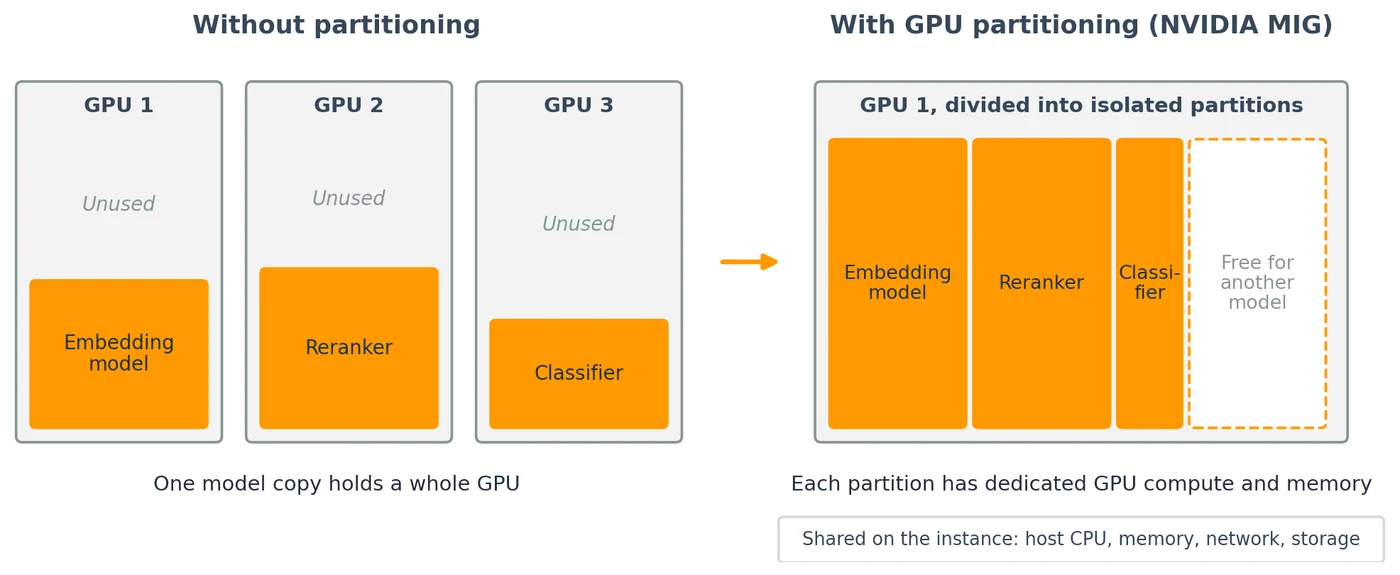 Without partitioning
GPU 1
Unused
Embedding
model
GPU 2
Unused
Reranker
GPU 3
Unused
Classifier
One model copy holds a whole GPU
With GPU partitioning (NVIDIA MIG)
GPU 1, divided into isolated partitions
Embedding
model
Reranker
Classi-
fier
Free for
another
model
Each partition has dedicated GPU compute and memory
Shared on the instance: host CPU, memory, network, storage